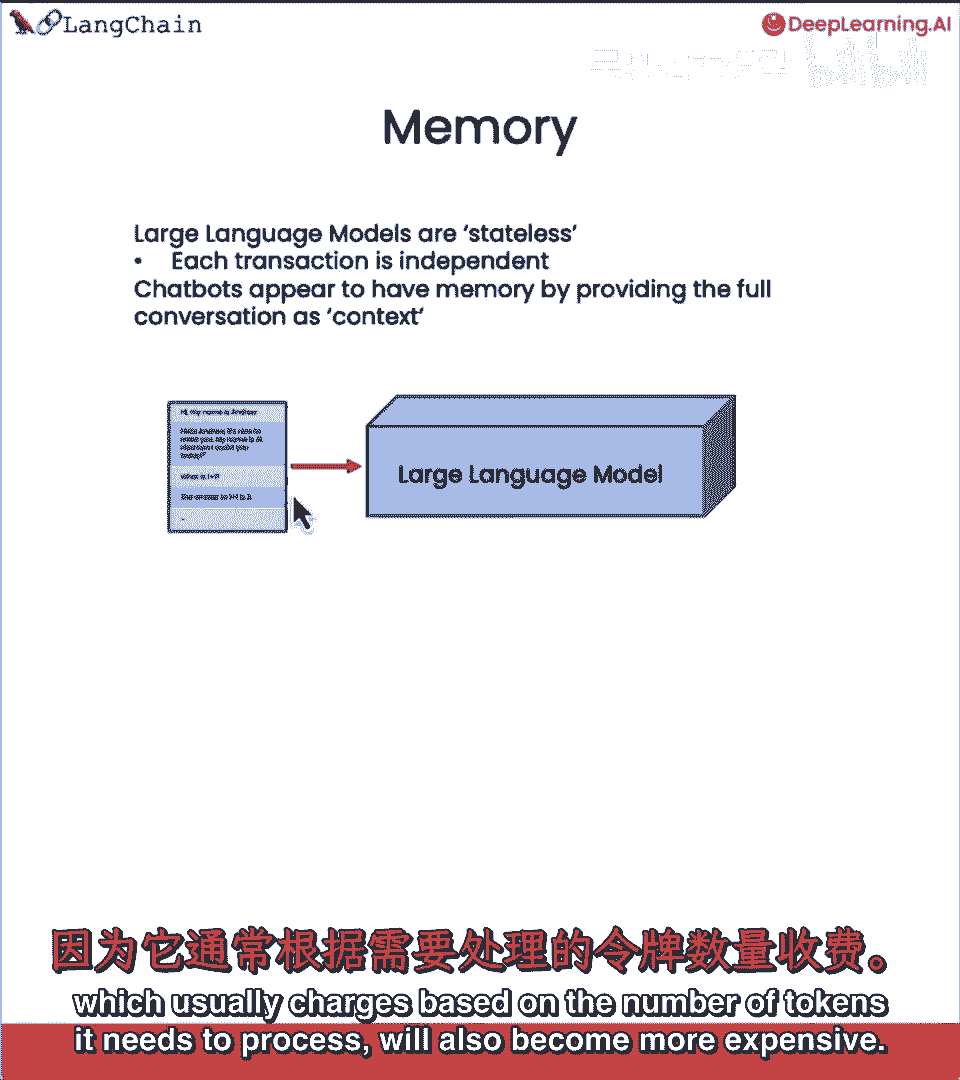 LangChain
DeepLearning.AI
Memory
Large Language Models are ‘stateless’
• Each transaction is independent
Chatbots appear to have memory by providing the full
conversation as ‘context’
Hi, my name is Andrew
Hello Andrew, it's nice to
meet you. My name is AI.
What is 1+1?
The answer to 1+1 is 2.
Large Language Model
因为它通常根据需要处理的令牌数量收费。
which usually charges based on the number of tokens
it needs to process, will also become more expensive.